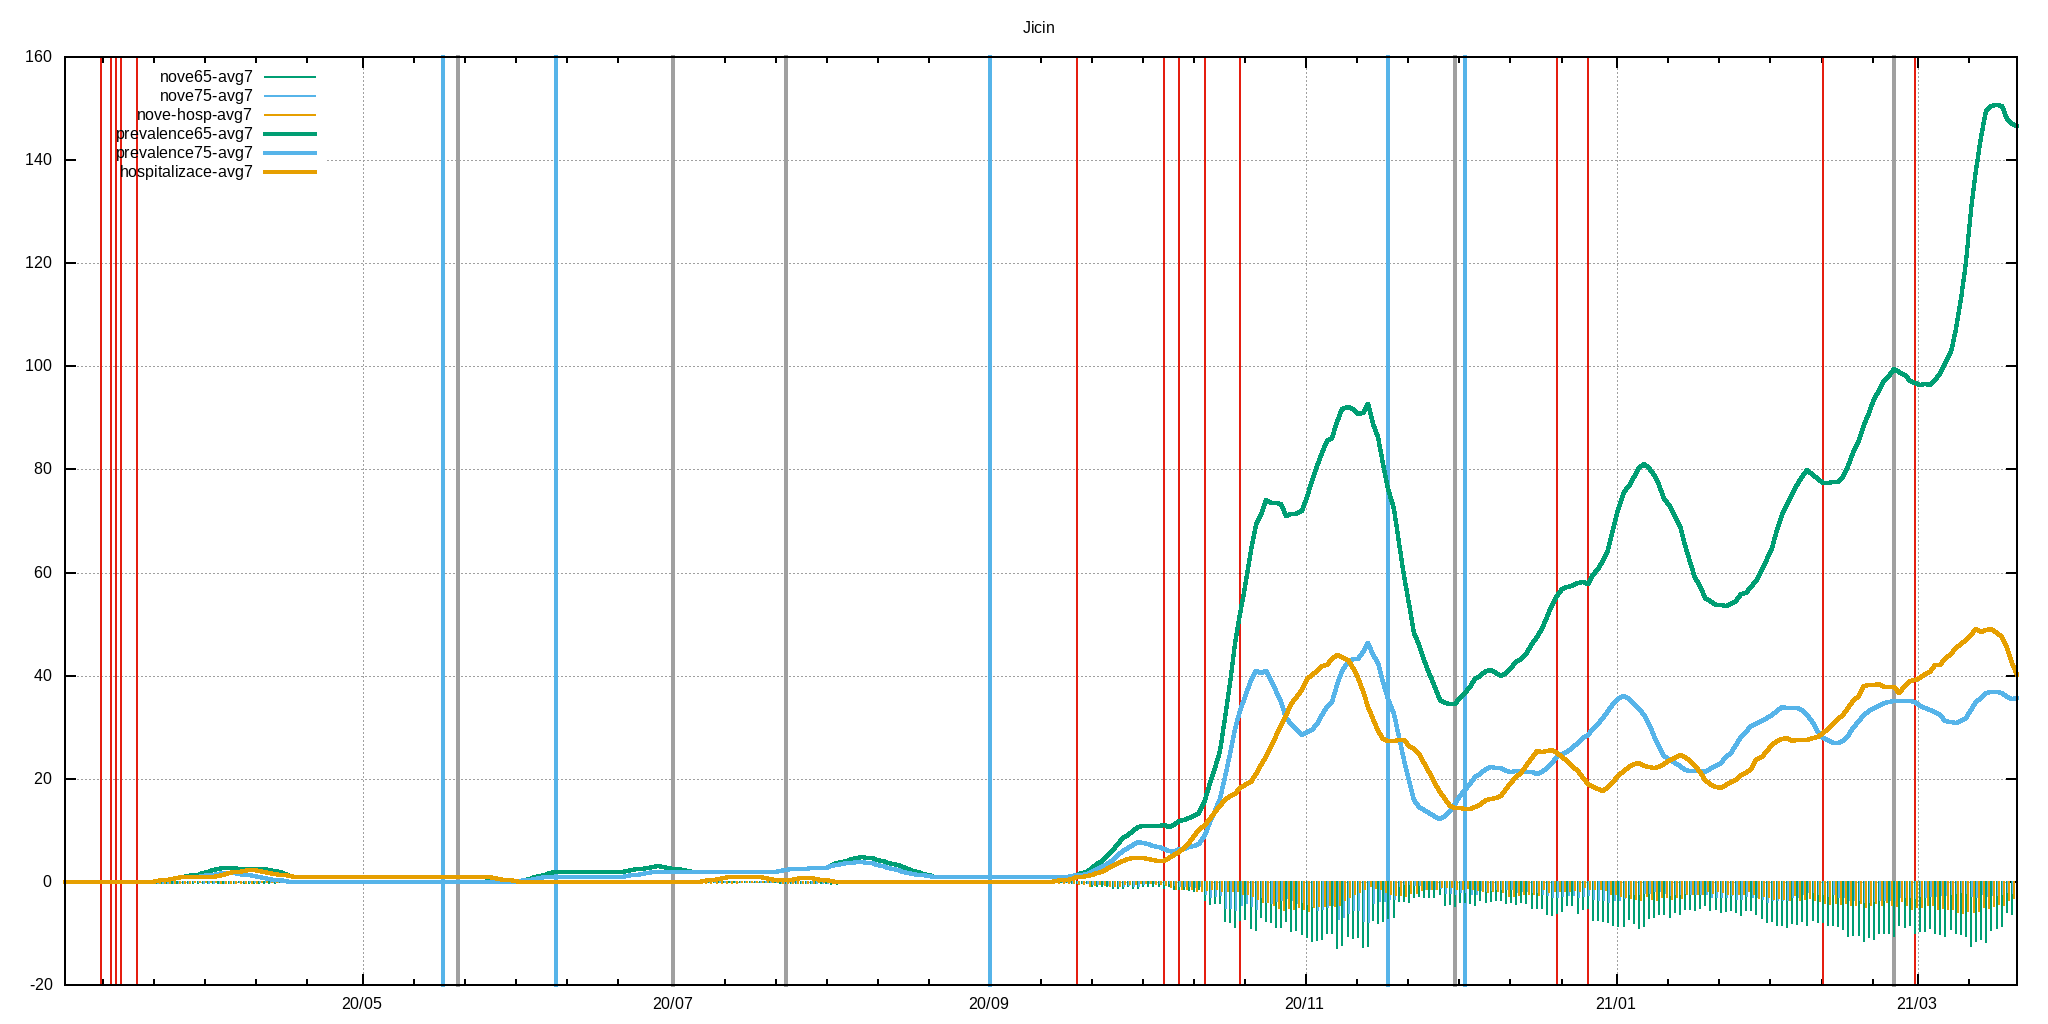 Jicin
160
140
120
100
80
60
40
20
0
-20
nove65-avg7
nove75-avg7
nove-hosp-avg7
prevalence65-avg7
prevalence75-avg7
hospitalizace-avg7
20/05
20/07
20/09
20/11
21/01
21/03